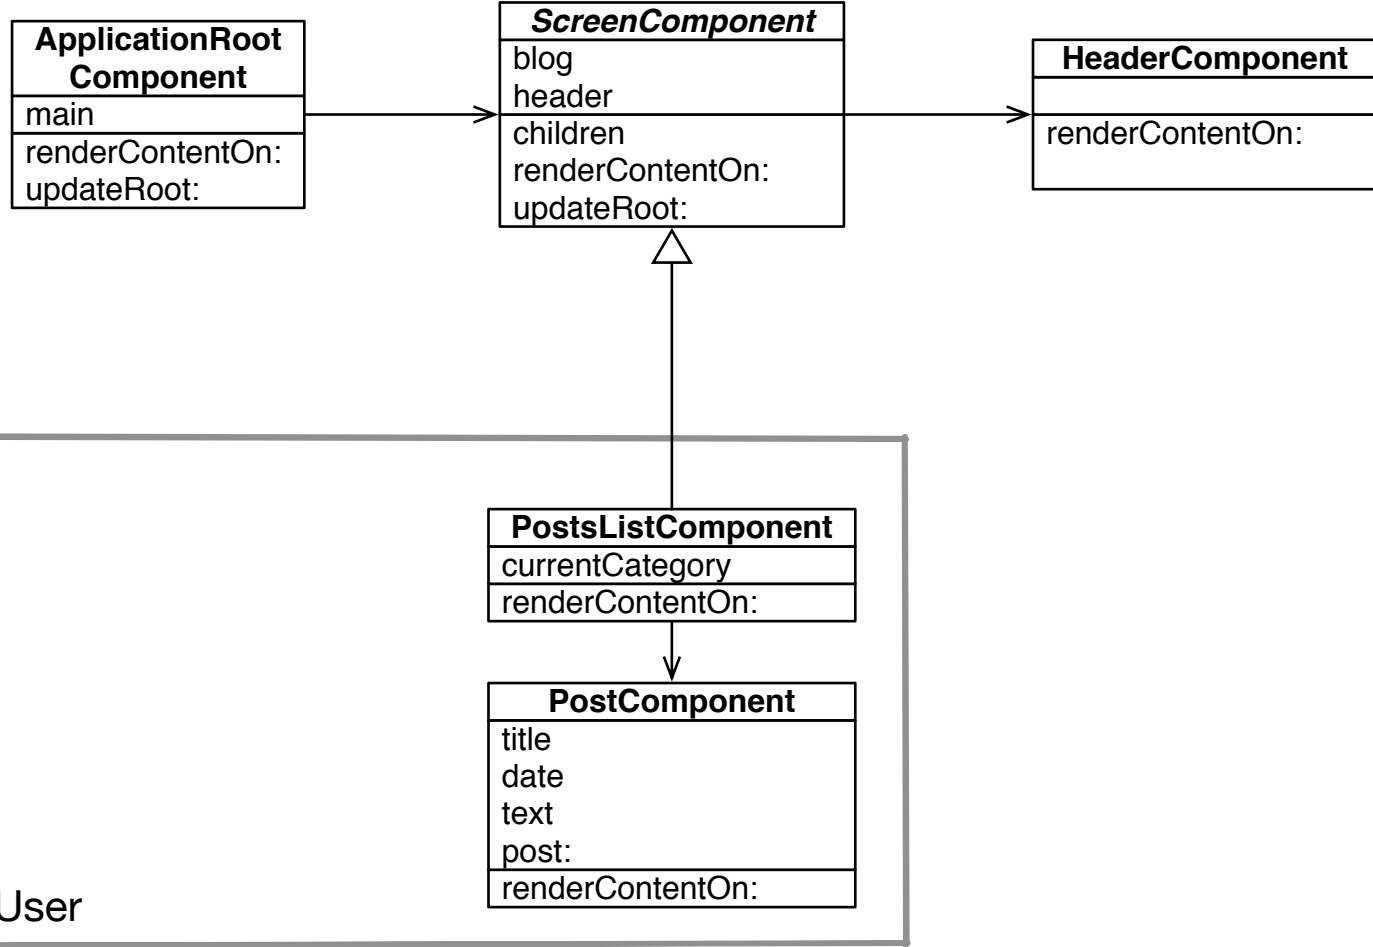 ApplicationRoot
Component
main
renderContentOn:
updateRoot:
ScreenComponent
blog
header
children
renderContentOn:
updateRoot:
HeaderComponent
renderContentOn:
PostsListComponent
currentCategory
renderContentOn:
PostComponent
title
date
text
post:
renderContentOn:
User